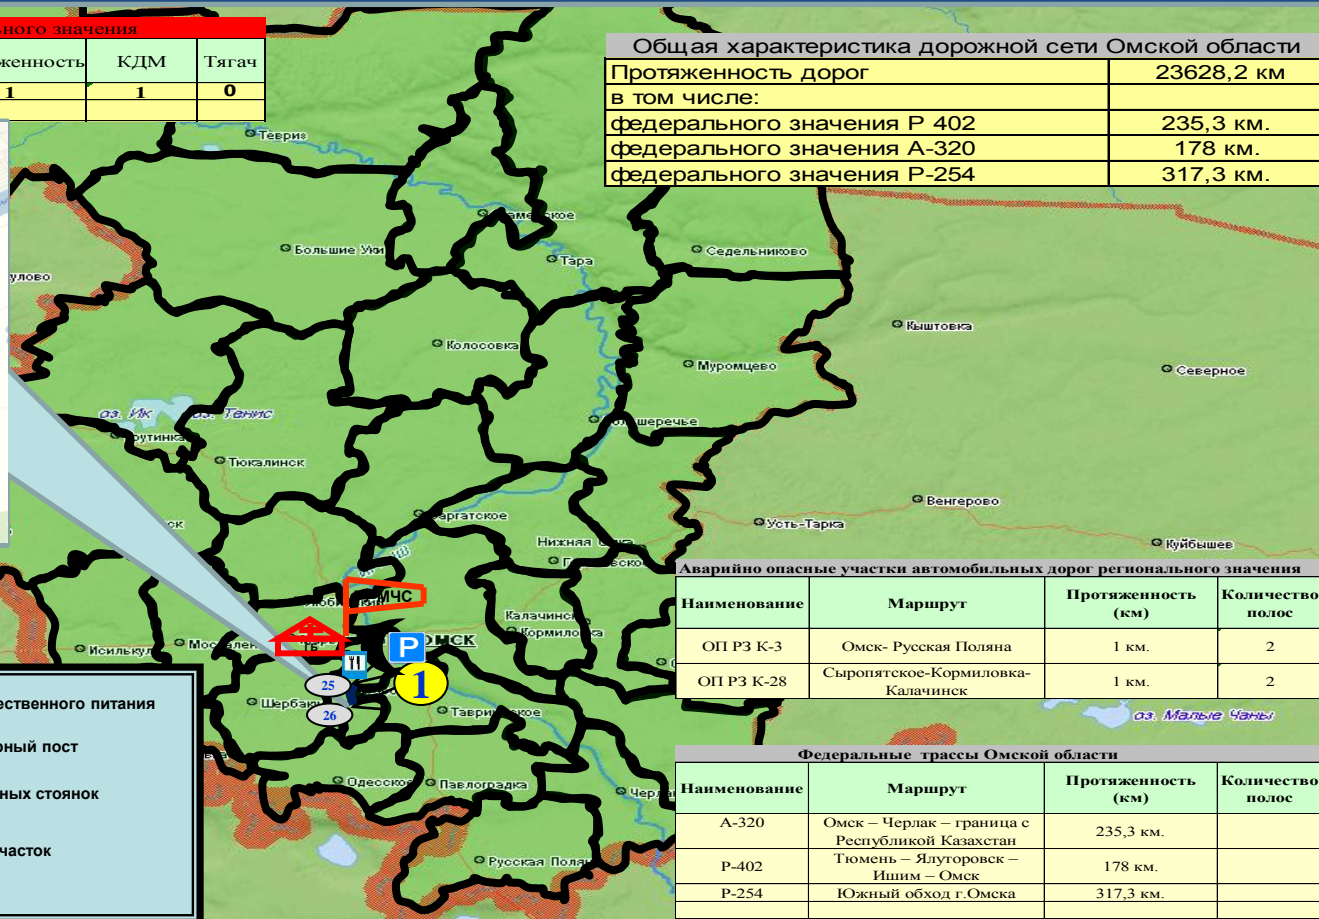 ного значения
женность КДМ Тягач
1 1 0
Общая характеристика дорожной сети Омской области
Протяженность дорог 23628,2 км
в том числе:
федерального значения Р 402 235,3 км.
федерального значения А-320 178 км.
федерального значения Р-254 317,3 км.
Тевриз
Большие Уки
Седельниково
Тара
улово
Кыштовка
Колосовка
Муромцево
Северное
оз. Ик оз. Тенис
Тюкалинск
Венгерово
Усть-Тарка
Куйбышев
Нижняя
МЧС
Калачинск
Кормиловка
Исилькуль
P ОМСК
ТБ
25
1
26
Одесское
Павлоградка
Русская Поляна
оз. Малые Чаны
Аварийно опасные участки автомобильных дорог регионального значения
Наименование Маршрут Протяженность (км) Количество полос
ОП РЗ К-3 Омск- Русская Поляна 1 км. 2
ОП РЗ К-28 Сыропятское-Кормиловка-
Калачинск 1 км. 2
Федеральные трассы Омской области
Наименование Маршрут Протяженность (км) Количество полос
А-320 Омск – Черлак – граница с
Республикой Казахстан 235,3 км.
Р-402 Тюмень – Ялуторовск –
Ишим – Омск 178 км.
Р-254 Южный обход г.Омска 317,3 км.
ественного питания
рный пост
ных стоянок
часток